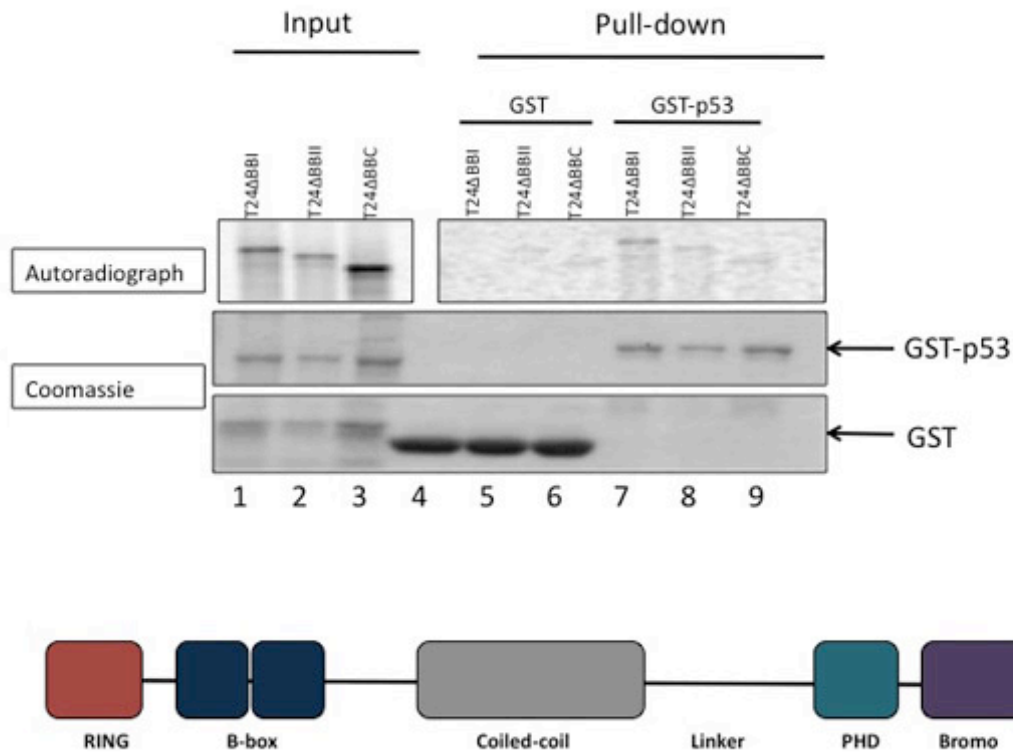 Input Pull-down
GST GST-p53
T24ΔBBI T24ΔBBII T24ΔBBC T24ΔBBI T24ΔBBII T24ΔBBC T24ΔBBI T24ΔBBII T24ΔBBC
Autoradiograph
GST-p53
Coomassie
GST
1 2 3 4 5 6 7 8 9
RING B-box Coiled-coil Linker PHD Bromo